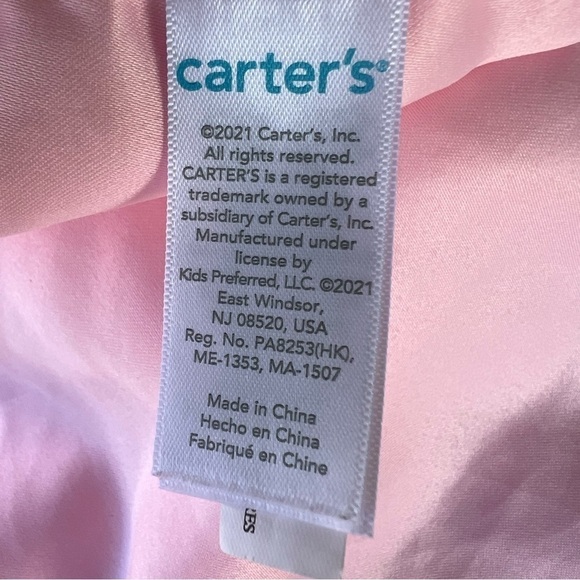 carter's®
©2021 Carter's, Inc.
All rights reserved.
CARTER'S is a registered
trademark owned by a
subsidiary of Carter's, Inc.
Manufactured under
license by
Kids Preferred, LLC. ©2021
East Windsor,
NJ 08520, USA
Reg. No. PA8253(HK),
ME-1353, MA-1507
Made in China
Hecho en China
Fabriqué en Chine